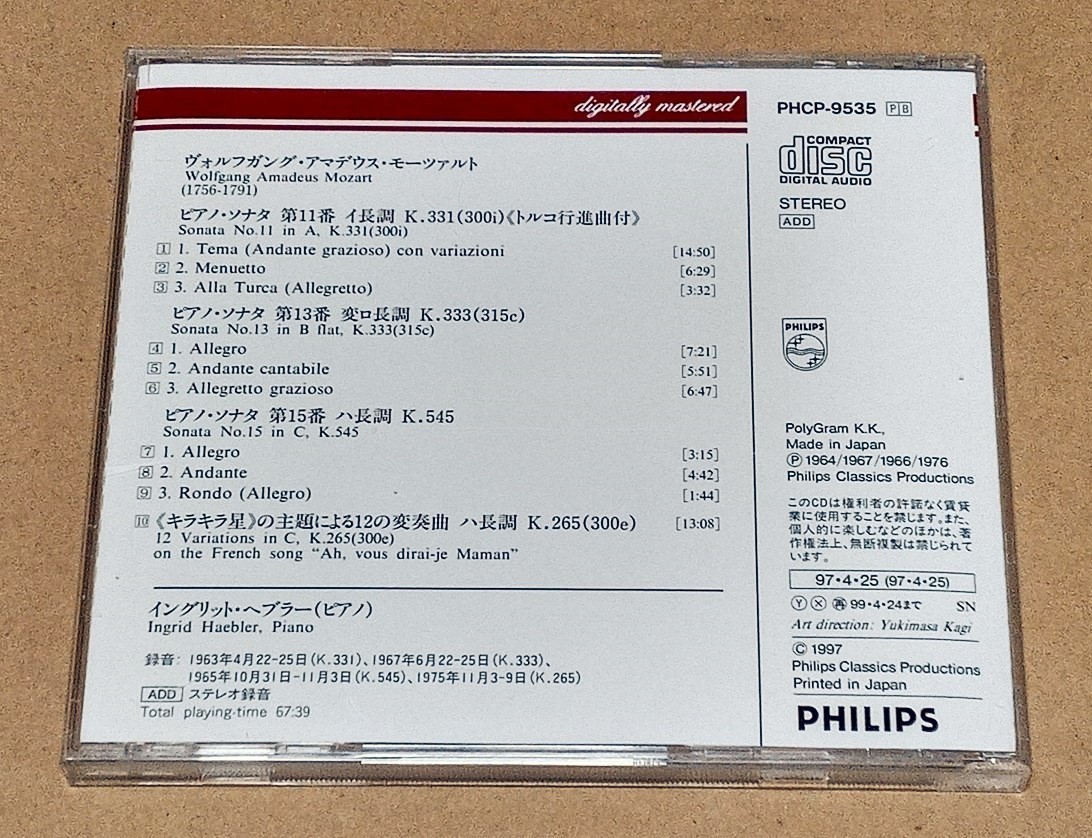 digitally mastered
ヴォルフガング・アマデウス・モーツァルト
Wolfgang Amadeus Mozart
(1756-1791)
ピアノ・ソナタ 第11番 イ長調 K.331(300i)《トルコ行進曲付》
Sonata No.11 in A, K.331(300i)
1 1. Tema (Andante grazioso) con variazioni [14:50]
2 2. Menuetto [6:29]
3 3. Alla Turca (Allegretto) [3:32]
ピアノ・ソナタ 第13番 変ロ長調 K.333(315c)
Sonata No.13 in B flat, K.333(315c)
4 1. Allegro [7:21]
5 2. Andante cantabile [5:51]
6 3. Allegretto grazioso [6:47]
ピアノ・ソナタ 第15番 ハ長調 K.545
Sonata No.15 in C, K.545
7 1. Allegro [3:15]
8 2. Andante [4:42]
9 3. Rondo (Allegro) [1:44]
10 《キラキラ星》の主題による12の変奏曲 ハ長調 K.265(300e) [13:08]
12 Variations in C, K.265(300e)
on the French song “Ah, vous dirai-je Maman”
イングリット・ヘブラー(ピアノ)
Ingrid Haebler, Piano
録音: 1963年4月22-25日(K.331)、1967年6月22-25日(K.333)、
1965年10月31日-11月3日(K.545)、1975年11月3-9日(K.265)
ADD ステレオ録音
Total playing-time 67:39
PHCP-9535 PB
COMPACT
disc
DIGITAL AUDIO
STEREO
ADD
PHILIPS
PolyGram K.K.,
Made in Japan
Ⓟ 1964/1967/1966/1976
Philips Classics Productions
このCDは権利者の許諾なく賃貸
業に使用することを禁じます。また、
個人的に楽しむなどのほかは、著
作権法上、無断複製は禁じられて
います。
97・4・25 (97・4・25)
Ⓨ Ⓧ 再 99・4・24まで SN
Art direction: Yukimasa Kagi
© 1997
Philips Classics Productions
Printed in Japan
PHILIPS